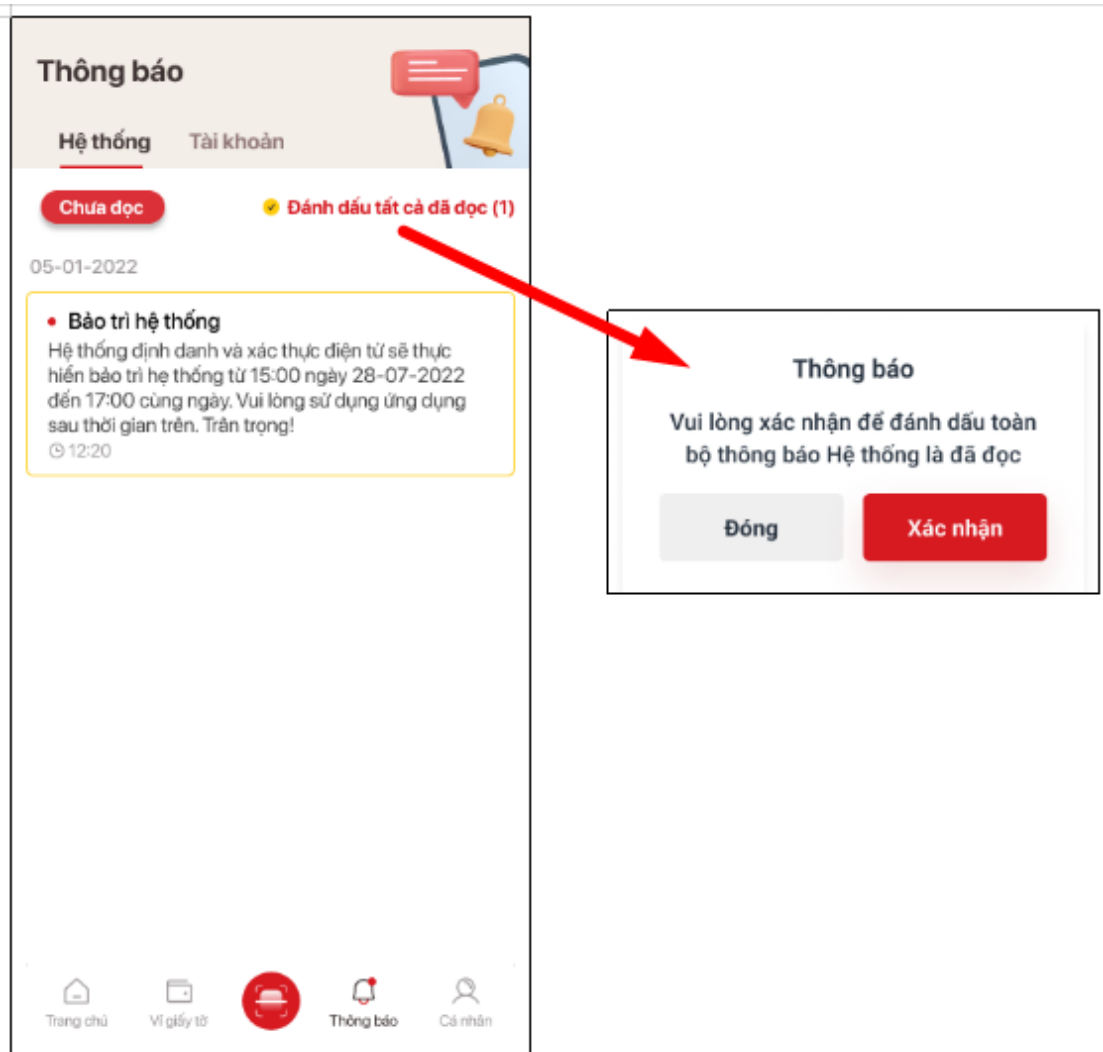 Thông báo
Hệ thống Tài khoản
Chưa đọc Đánh dấu tất cả đã đọc (1)
05-01-2022
Bảo trì hệ thống
Hệ thống định danh và xác thực điện tử sẽ thực
hiển bảo trì hẹ thống từ 15:00 ngày 28-07-2022
đến 17:00 cùng ngày. Vui lòng sử dụng ứng dụng
sau thời gian trên. Trân trọng!
12:20
Trang chủ Ví giấy tờ Thông báo Cá nhân
Thông báo
Vui lòng xác nhận để đánh dấu toàn
bộ thông báo Hệ thống là đã đọc
Đóng Xác nhận